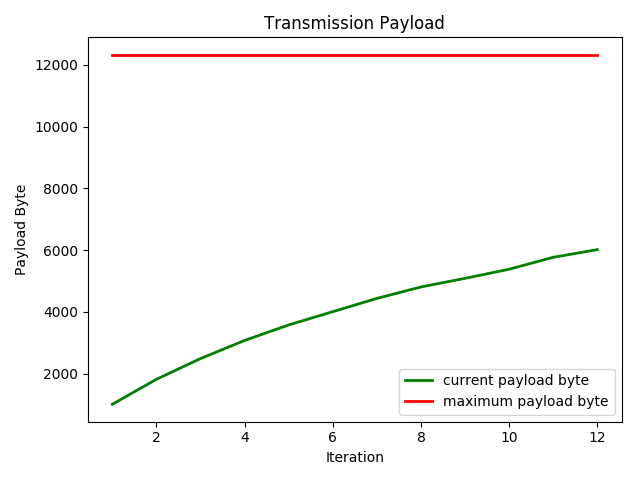 Transmission Payload
12000
10000
8000
6000
4000
2000
Payload Byte
current payload byte
maximum payload byte
2 4 6 8 10 12
Iteration